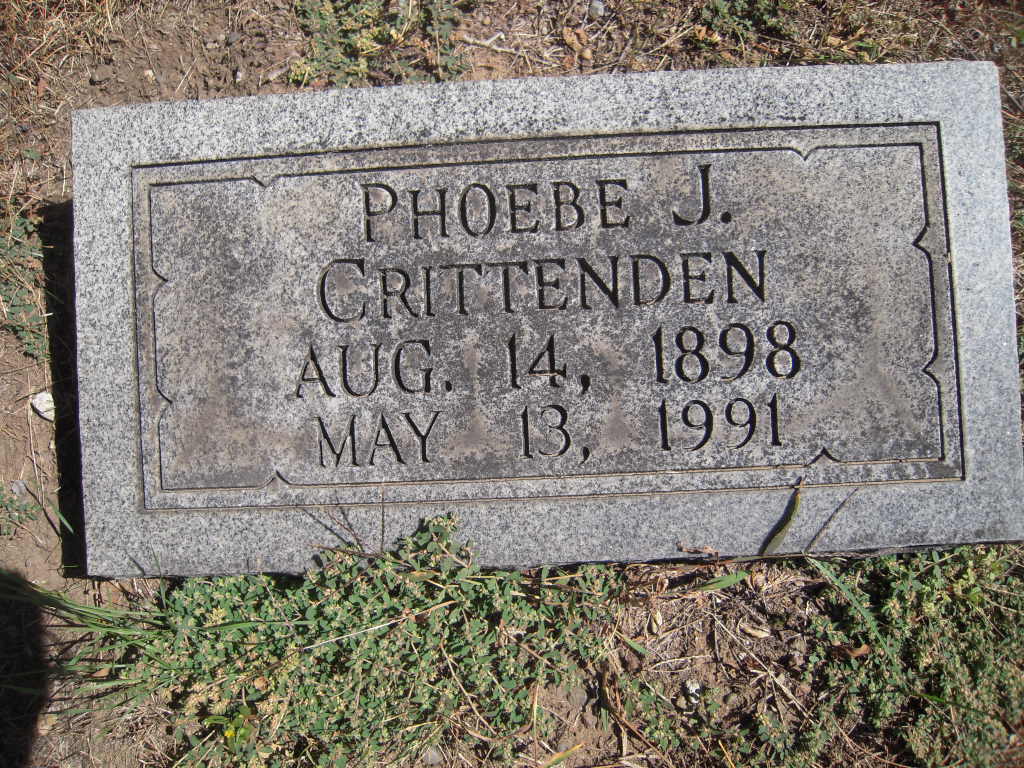 PHOEBE J.
CRITTENDEN
AUG. 14, 1898
MAY 13, 1991